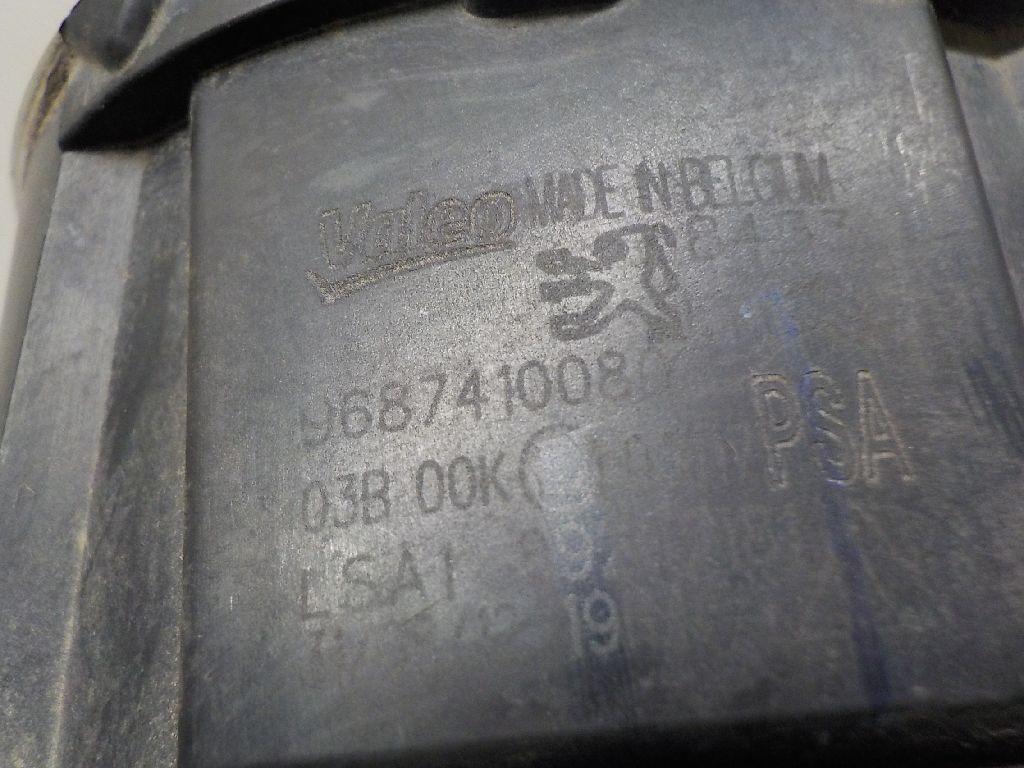 Valeo MADE IN BELGIUM
9687410080
PSA
03B 00K
LSA1
19